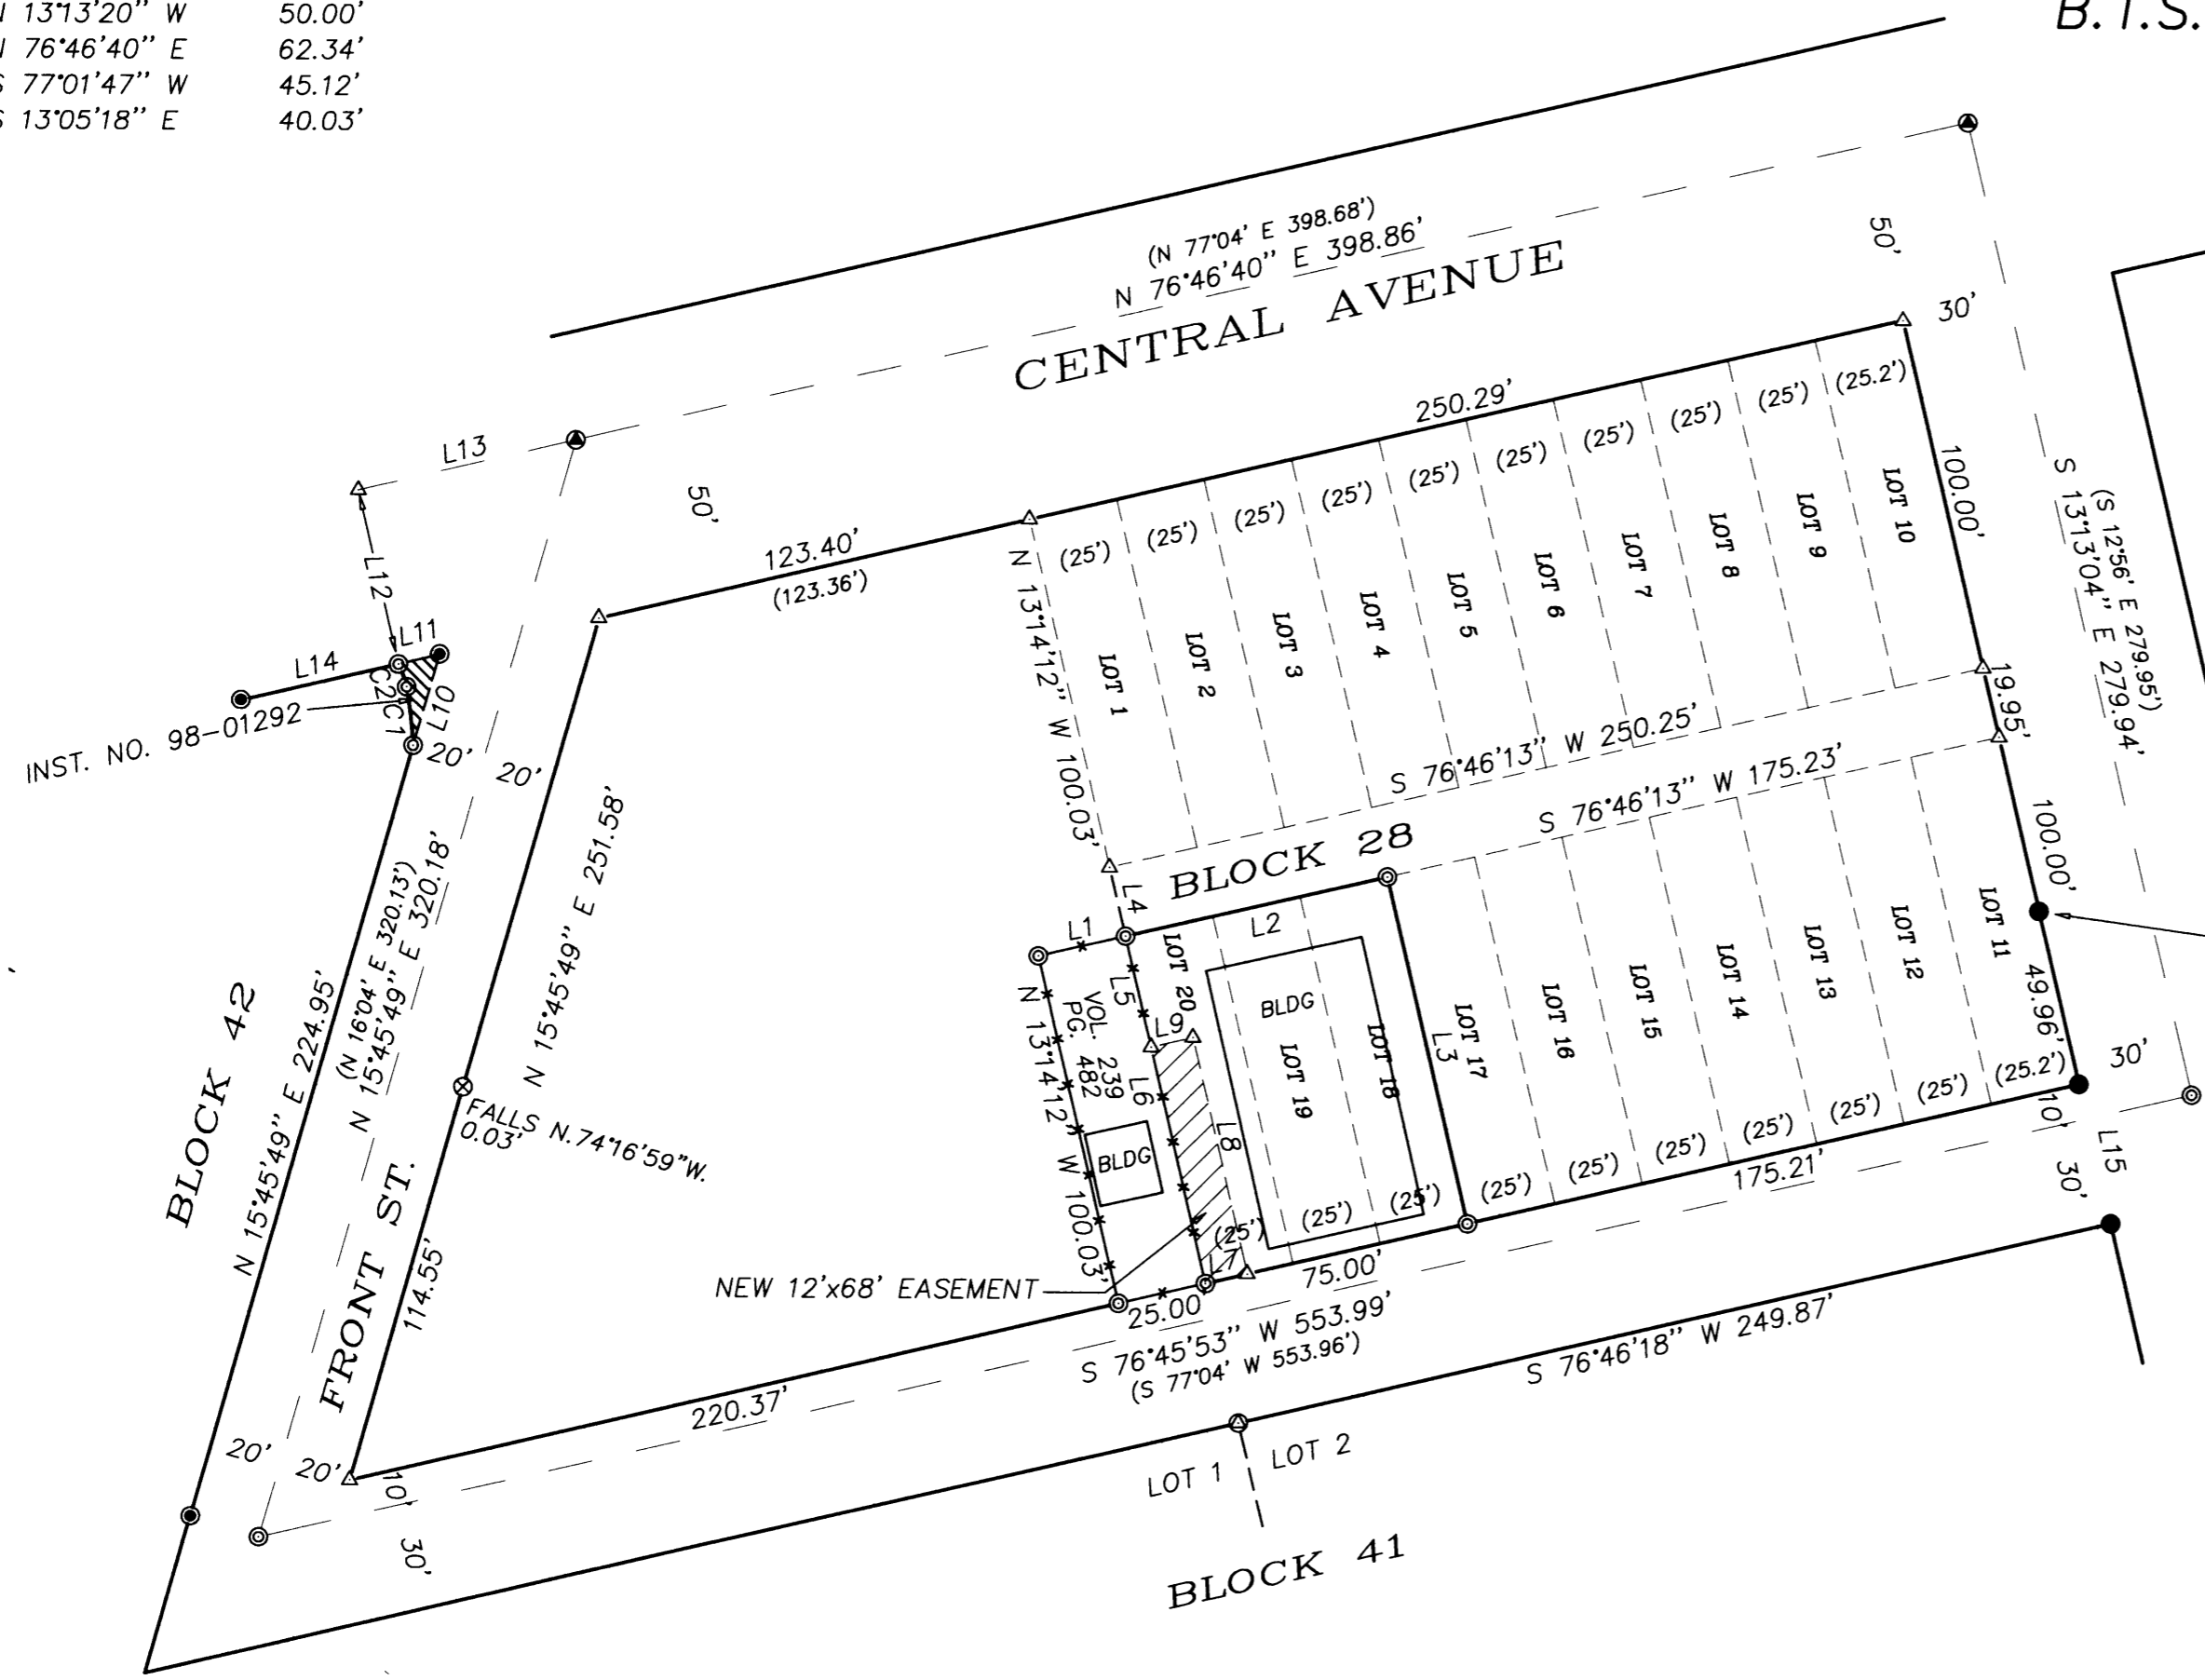 N 13°13'20" W 50.00'
N 76°46'40" E 62.34'
S 77°01'47" W 45.12'
S 13°05'18" E 40.03'
B.T.S.
(N 77°04' E 398.68')
N 76°46'40" E 398.86'
CENTRAL AVENUE
50'
30'
L13
50'
250.29'
(25') (25') (25') (25') (25') (25') (25') (25') (25') (25.2')
123.40'
(123.36')
N 13°14'12" W 100.03'
LOT 1
LOT 2
LOT 3
LOT 4
LOT 5
LOT 6
LOT 7
LOT 8
LOT 9
LOT 10
100.00'
(S 12°56' E 279.95')
S 13°13'04" E 279.94'
L12
L11
L14
C2
C1
L10
INST. NO. 98-01292
20'
20'
19.95'
S 76°46'13" W 250.25'
S 76°46'13" W 175.23'
BLOCK 28
100.00'
N 15°45'49" E 251.58'
(N 16°04' E 320.13')
N 15°45'49" E 320.18'
N 15°45'49" E 224.95'
BLOCK 42
FRONT ST.
L4
L1
L2
LOT 20
L5
L9
VOL. 239
PG. 482
N 13°14'12" W 100.03'
L6
L8
BLDG
BLDG
LOT 19
LOT 18
LOT 17
L3
LOT 16
LOT 15
LOT 14
LOT 13
LOT 12
LOT 11
49.96'
30'
FALLS N.74°16'59"W.
0.03'
114.55'
(25') (25') (25') (25') (25') (25') (25') (25') (25') (25.2')
10'
L15
30'
175.21'
L7
75.00'
NEW 12'x68' EASEMENT
25.00'
S 76°45'53" W 553.99'
(S 77°04' W 553.96')
S 76°46'18" W 249.87'
220.37'
20'
20'
10'
30'
LOT 1
LOT 2
BLOCK 41